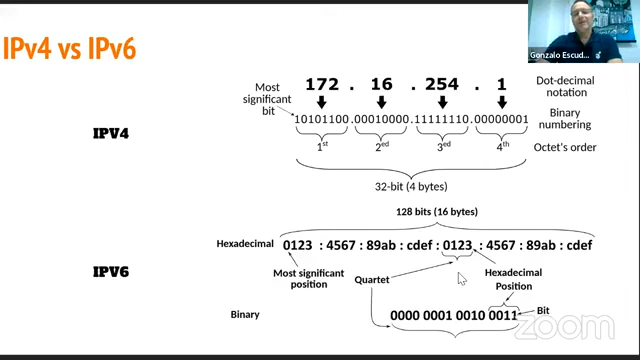 IPv4 vs IPv6
Gonzalo Escud...
172 . 16 . 254 . 1
Dot-decimal
notation
Most
significant
bit
10101100 .00010000 .11111110 .00000001
Binary
numbering
IPV4
1st 2ed 3ed 4th
Octet's order
32-bit (4 bytes)
128 bits (16 bytes)
Hexadecimal
0123 : 4567 : 89ab : cdef : 0123 : 4567 : 89ab : cdef
IPV6
Most significant
position
Quartet
Hexadecimal
Position
Binary
0000 0001 0010 0011
Bit
zoom